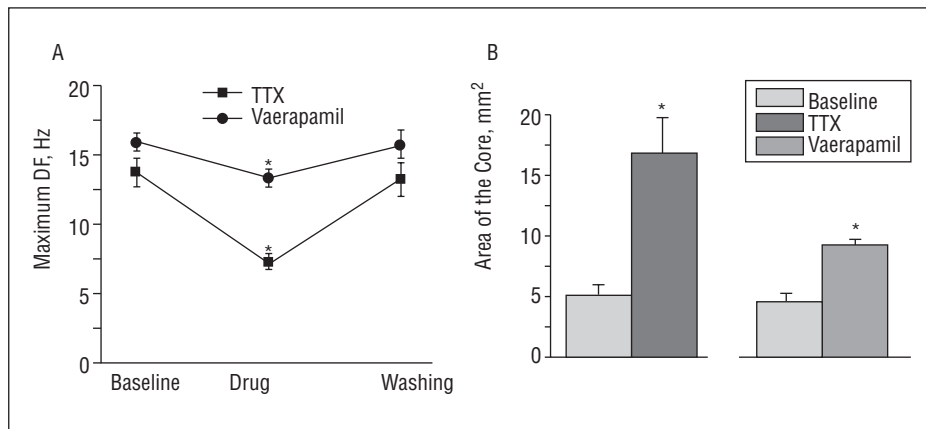 A
TTX
Vaerapamil
Maximum DF, Hz
20
15
10
5
0
*
*
Baseline Drug Washing
B
Baseline
TTX
Vaerapamil
Area of the Core, mm²
20
15
10
5
0
*
*